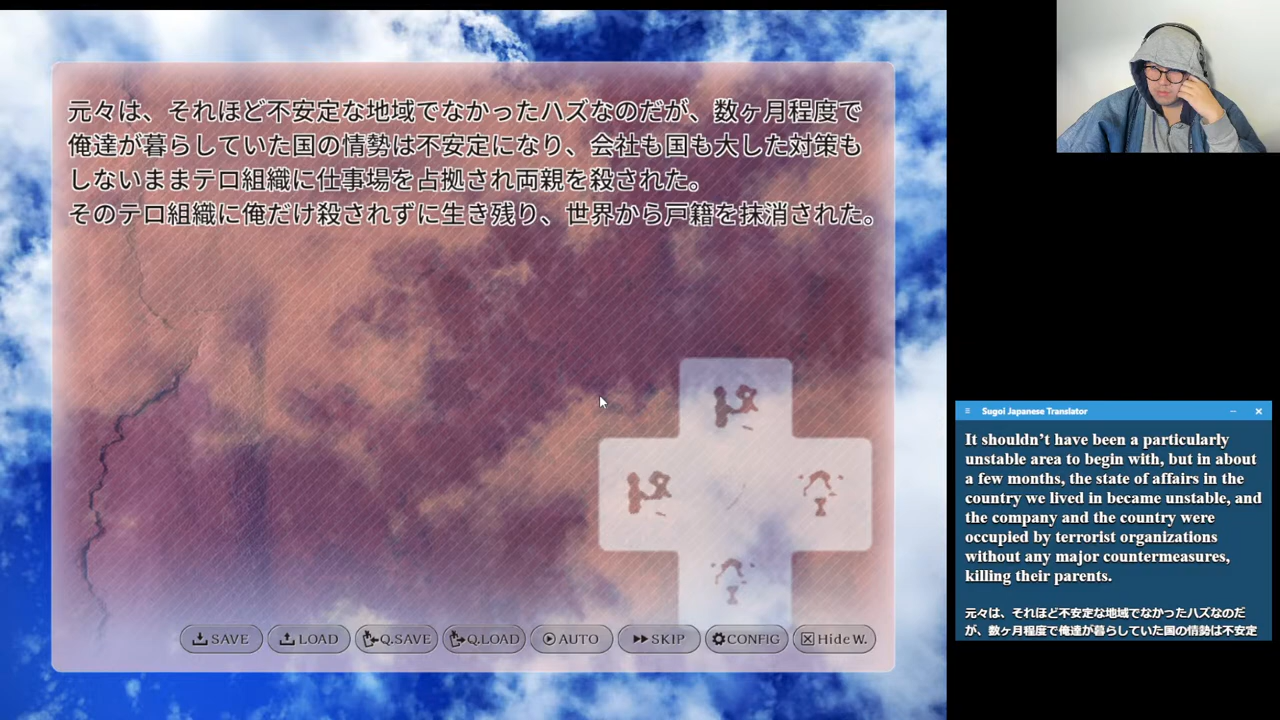 元々は、それほど不安定な地域でなかったハズなのだが、数ヶ月程度で
俺達が暮らしていた国の情勢は不安定になり、会社も国も大した対策も
しないままテロ組織に仕事場を占拠され両親を殺された。
そのテロ組織に俺だけ殺されずに生き残り、世界から戸籍を抹消された。
SAVE
LOAD
Q.SAVE
Q.LOAD
AUTO
SKIP
CONFIG
Hide W.
Sugoi Japanese Translator
It shouldn't have been a particularly
unstable area to begin with, but in about
a few months, the state of affairs in the
country we lived in became unstable, and
the company and the country were
occupied by terrorist organizations
without any major countermeasures,
killing their parents.
元々は、それほど不安定な地域でなかったハズなのだ
が、数ヶ月程度で俺達が暮らしていた国の情勢は不安定